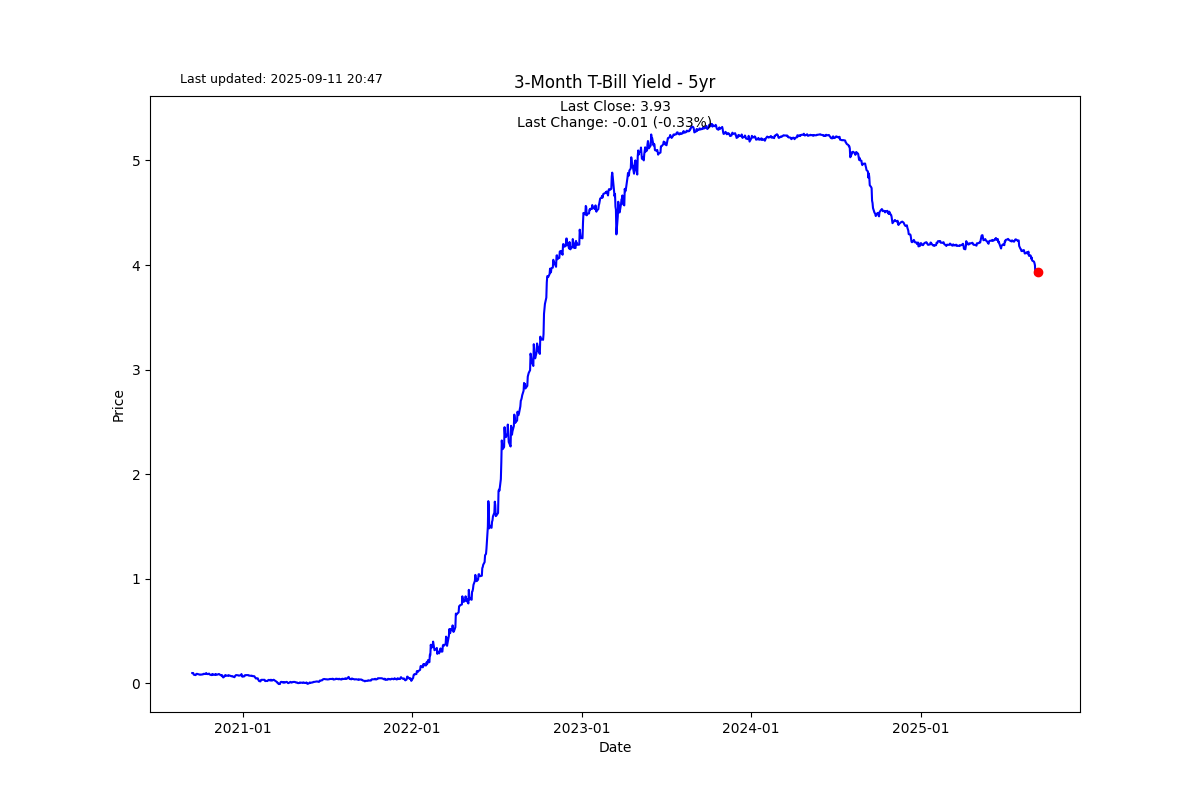 Last updated: 2025-09-11 20:47
3-Month T-Bill Yield - 5yr
Last Close: 3.93
Last Change: -0.01 (-0.33%)
Price
5
4
3
2
1
0
2021-01
2022-01
2023-01
2024-01
2025-01
Date